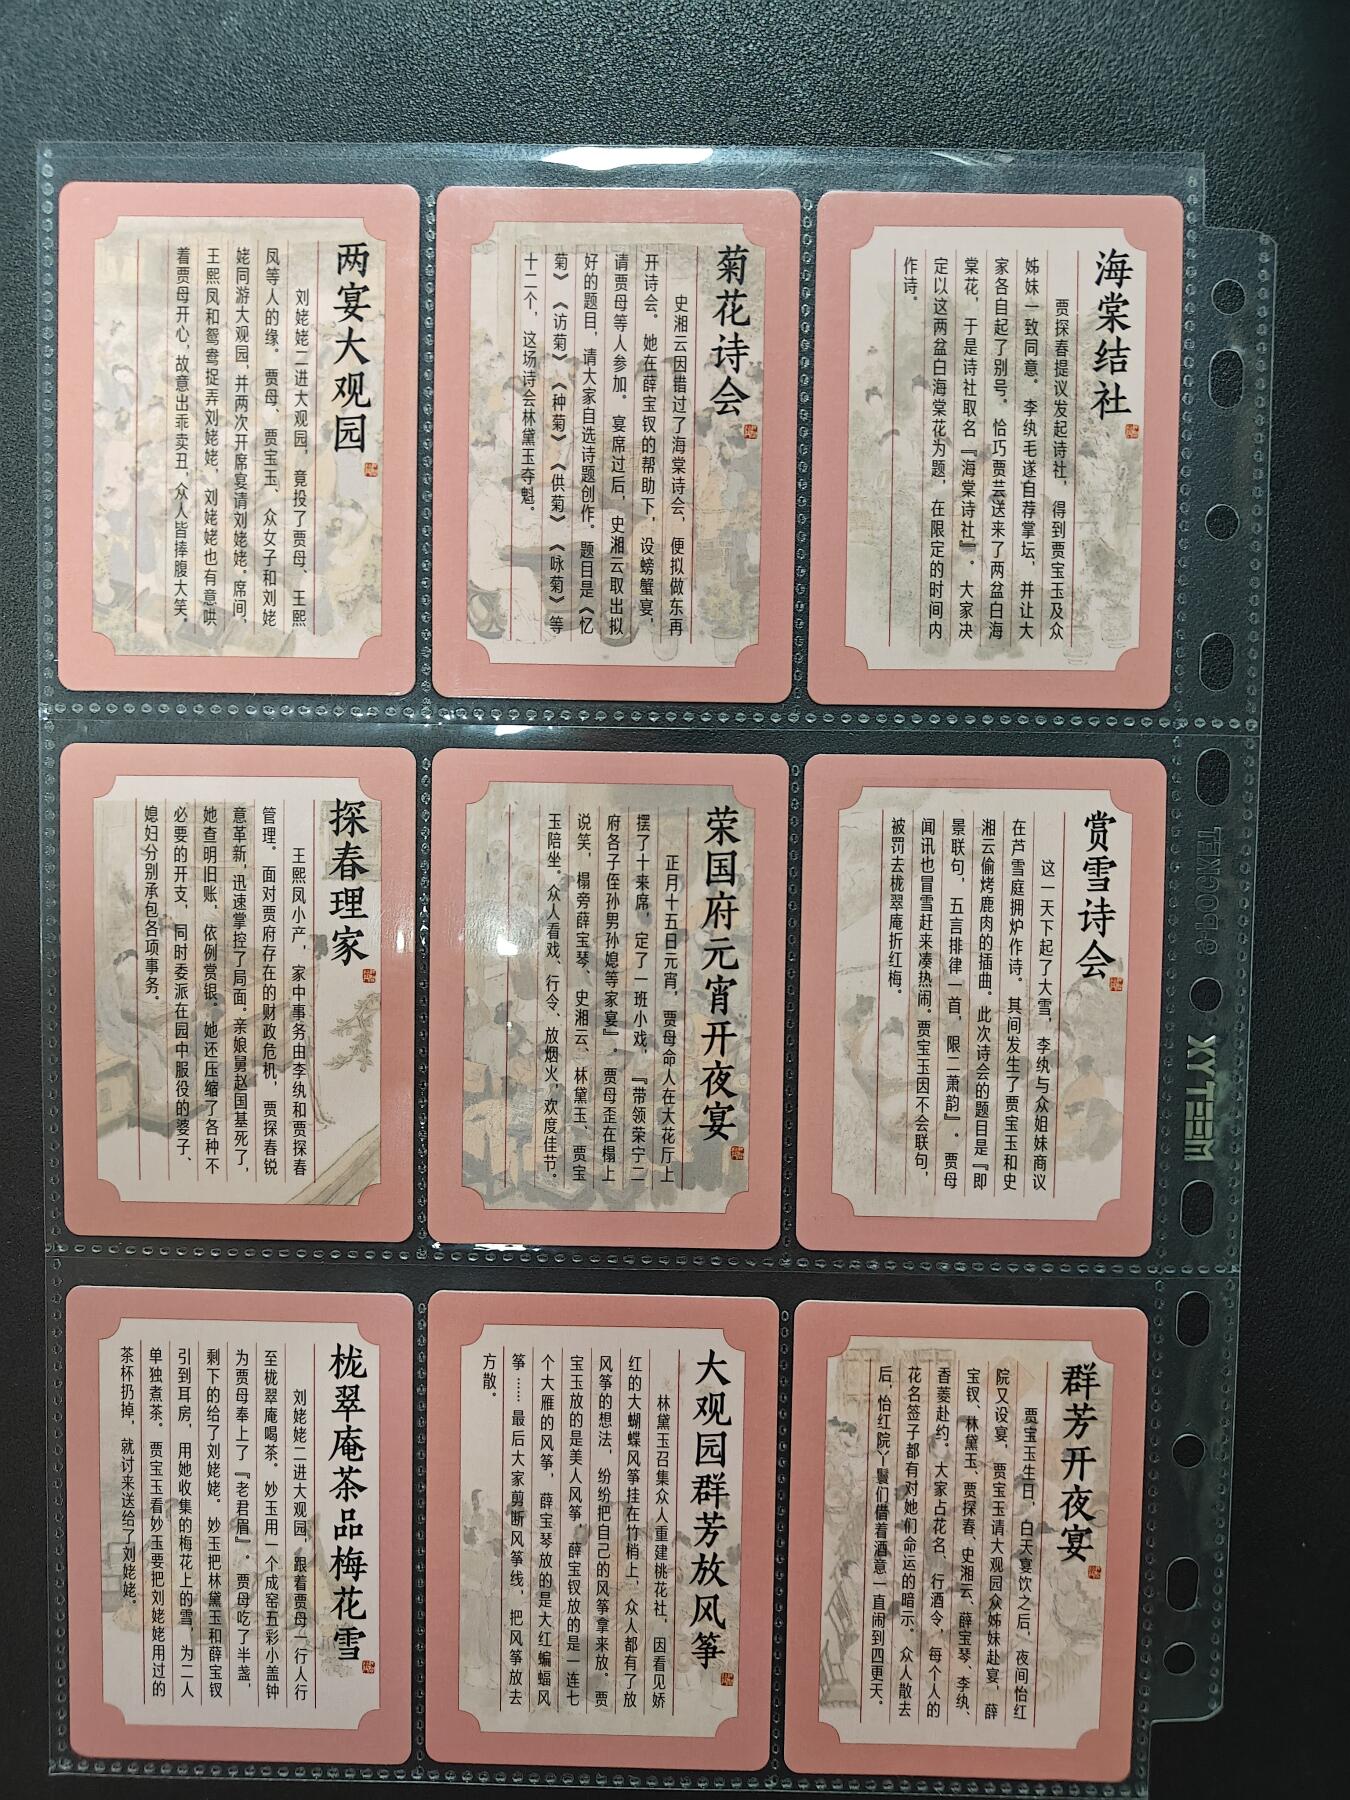 海棠结社
贾探春提议发起诗社，得到贾宝玉及众
姊妹一致同意。李纨毛遂自荐掌坛，并让大
家各自起了别号。恰巧贾芸送来了两盆白海
棠花，于是诗社取名『海棠诗社』。大家决
定以这两盆白海棠花为题，在限定的时间内
作诗。
菊花诗会
史湘云因错过了海棠诗会，便拟做东再
开诗会。她在薛宝钗的帮助下，设螃蟹宴，
请贾母等人参加。宴席过后，史湘云取出拟
好的题目，请大家自选诗题创作。题目是《忆
菊》《访菊》《种菊》《供菊》《咏菊》等
十二个，这场诗会林黛玉夺魁。
两宴大观园
刘姥姥二进大观园，竟投了贾母、王熙
凤等人的缘。贾母、贾宝玉、众女子和刘姥
姥同游大观园，并两次开席宴请刘姥姥。席间，
王熙凤和鸳鸯捉弄刘姥姥，刘姥姥也有意哄
着贾母开心，故意出乖卖丑，众人皆捧腹大笑。
赏雪诗会
这一天下起了大雪，李纨与众姐妹商议
在芦雪庭拥炉作诗。其间发生了贾宝玉和史
湘云偷烤鹿肉的插曲。此次诗会的题目是『即
景联句，五言排律一首，限二萧韵』。贾母
闻讯也冒雪赶来凑热闹。贾宝玉因不会联句，
被罚去栊翠庵折红梅。
荣国府元宵开夜宴
正月十五日元宵，贾母命人在大花厅上
摆了十来席，定了一班小戏，『带领荣宁二
府各子侄孙男孙媳等家宴』。贾母歪在榻上
说笑，榻旁薛宝琴、史湘云、林黛玉、贾宝
玉陪坐。众人看戏、行令、放烟火，欢度佳节。
探春理家
王熙凤小产，家中事务由李纨和贾探春
管理。面对贾府存在的财政危机，贾探春锐
意革新，迅速掌控了局面。亲娘舅赵国基死了，
她查明旧账，依例赏银。她还压缩了各种不
必要的开支，同时委派在园中服役的婆子、
媳妇分别承包各项事务。
群芳开夜宴
贾宝玉生日，白天宴饮之后，夜间怡红
院又设宴，贾宝玉请大观园众姊妹赴宴，薛
宝钗、林黛玉、贾探春、史湘云、薛宝琴、李纨、
香菱赴约。大家占花名、行酒令，每个人的
花名签子都有对她们命运的暗示。众人散去
后，怡红院丫鬟们借着酒意一直闹到四更天。
大观园群芳放风筝
林黛玉召集众人重建桃花社，因看见娇
红的大蝴蝶风筝挂在竹梢上，众人都有了放
风筝的想法，纷纷把自己的风筝拿来放。贾
宝玉放的是美人风筝，薛宝钗放的是一连七
个大雁的风筝，薛宝琴放的是大红蝙蝠风
筝……最后大家剪断风筝线，把风筝放去
方散。
栊翠庵茶品梅花雪
刘姥姥二进大观园，跟着贾母一行人行
至栊翠庵喝茶。妙玉用一个成窑五彩小盖钟
为贾母奉上了『老君眉』。贾母吃了半盏，
剩下的给了刘姥姥。妙玉把林黛玉和薛宝钗
引到耳房，用她收集的梅花上的雪，为二人
单独煮茶。贾宝玉看妙玉要把刘姥姥用过的
茶杯扔掉，就讨来送给了刘姥姥。
9-POCKET
XYTEEM